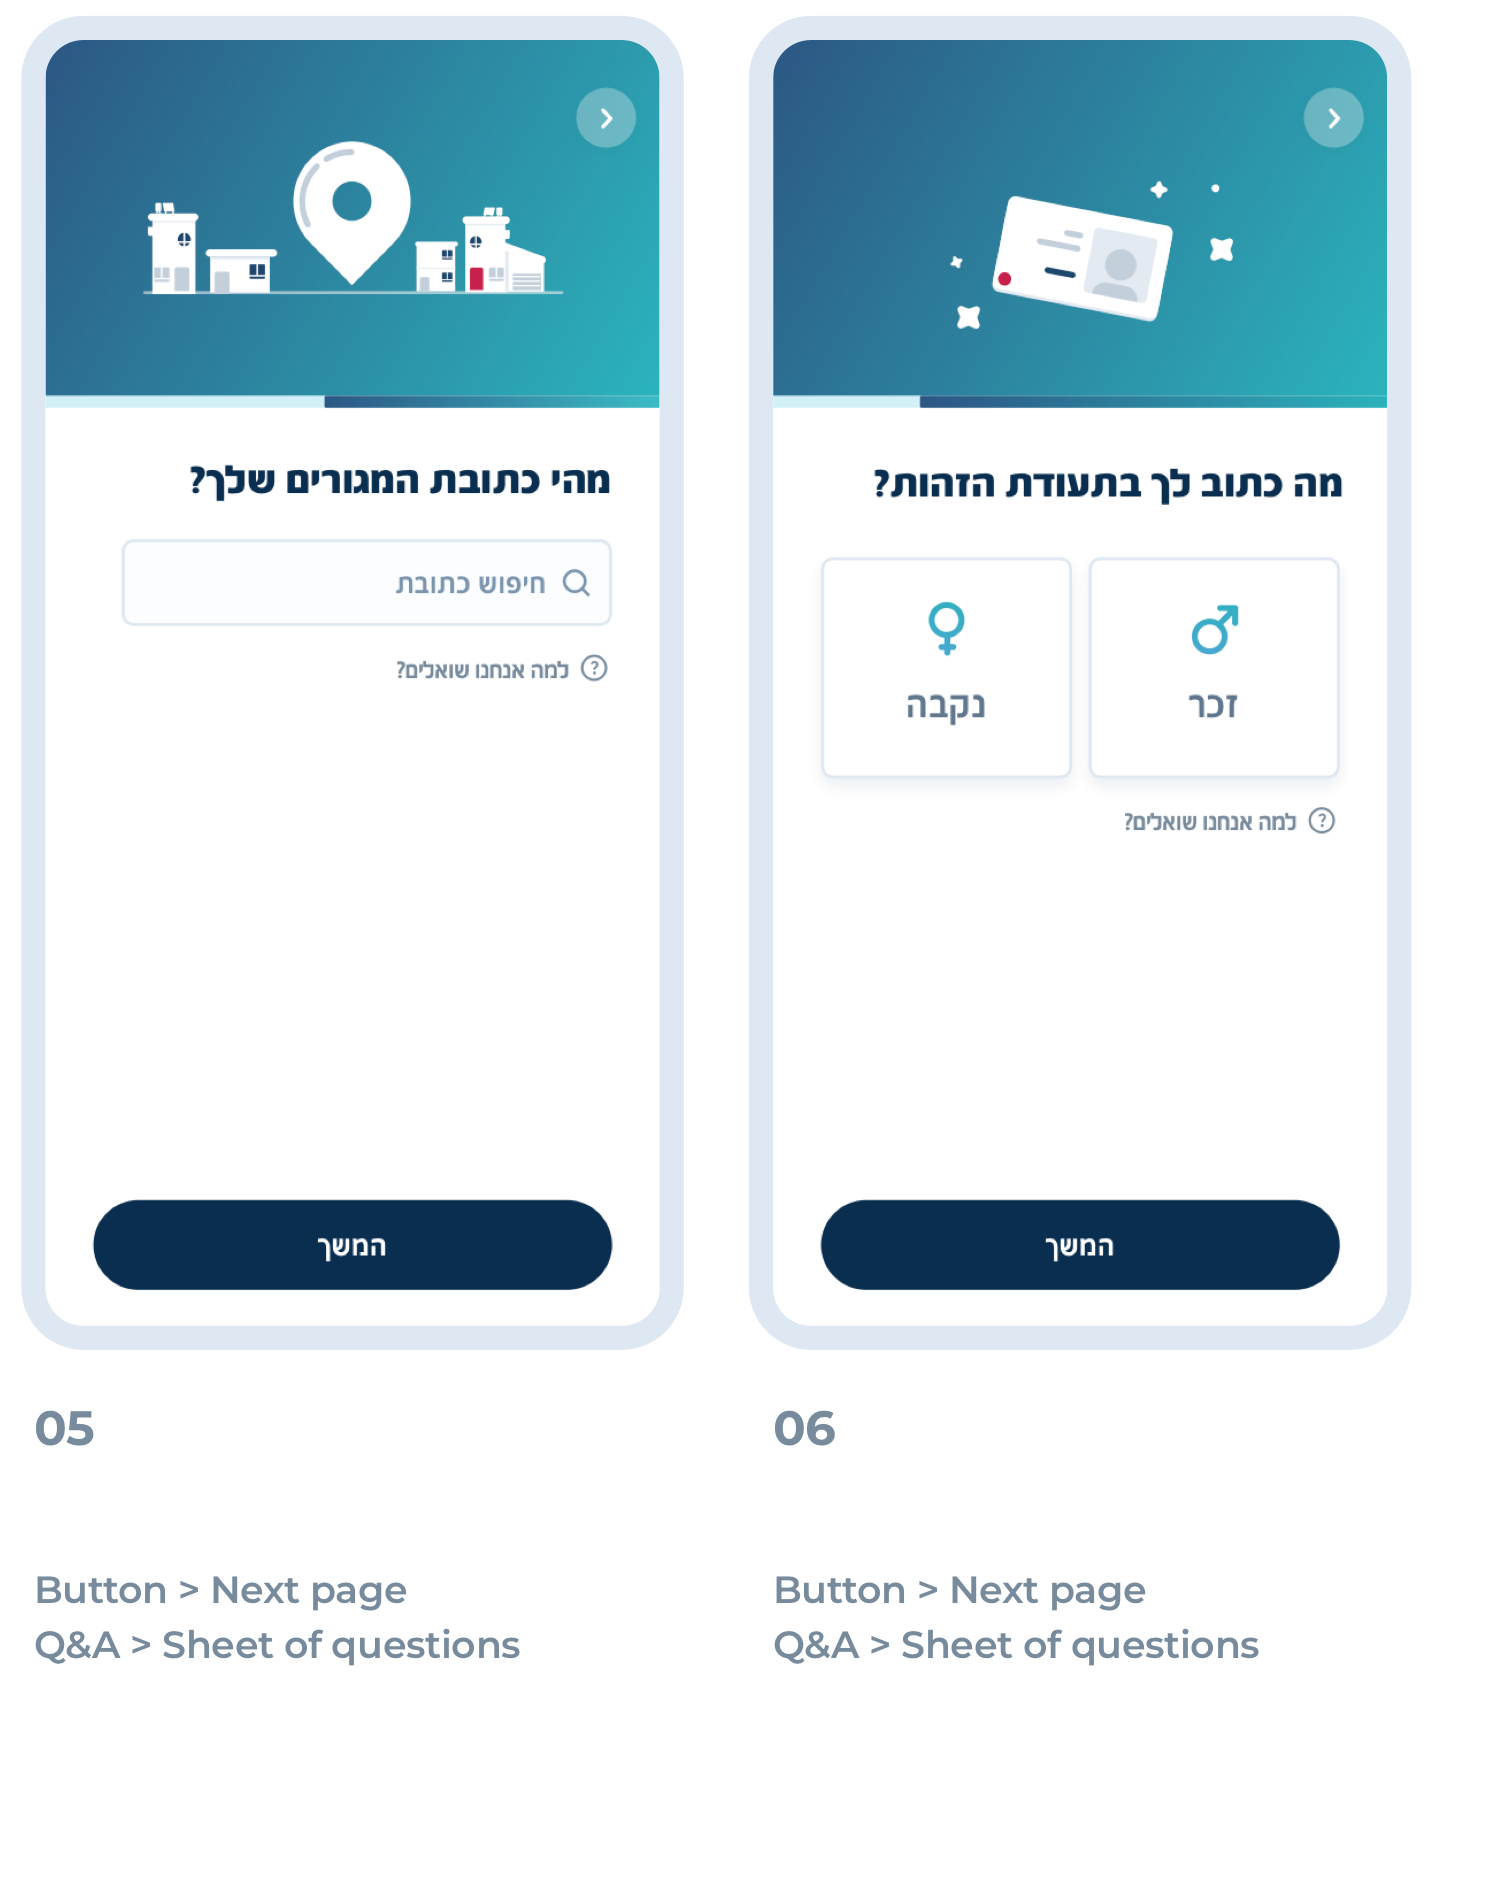 מהי כתובת המגורים שלך?
חיפוש כתובת
למה אנחנו שואלים?
המשך
05
Button > Next page
Q&A > Sheet of questions
מה כתוב לך בתעודת הזהות?
זכר
נקבה
למה אנחנו שואלים?
המשך
06
Button > Next page
Q&A > Sheet of questions